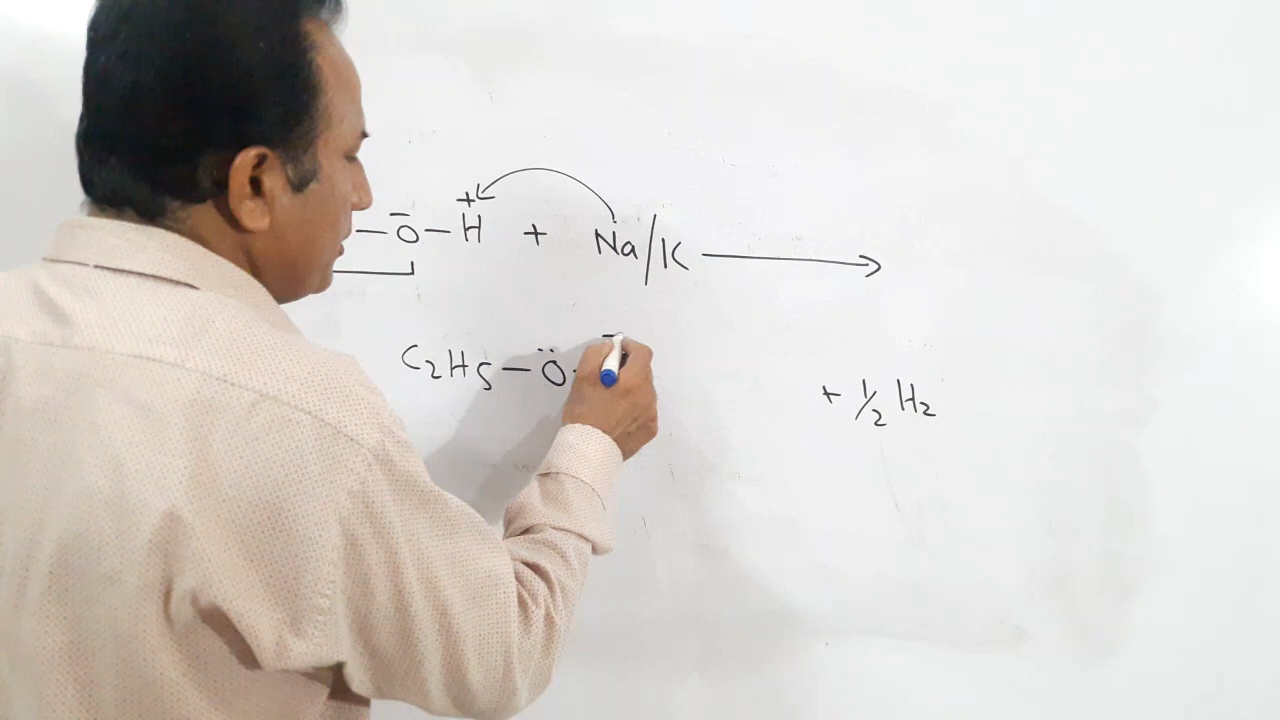 —O̅—H⁺ + Na/K ⟶
C₂H₅—Ö
+ ½ H₂